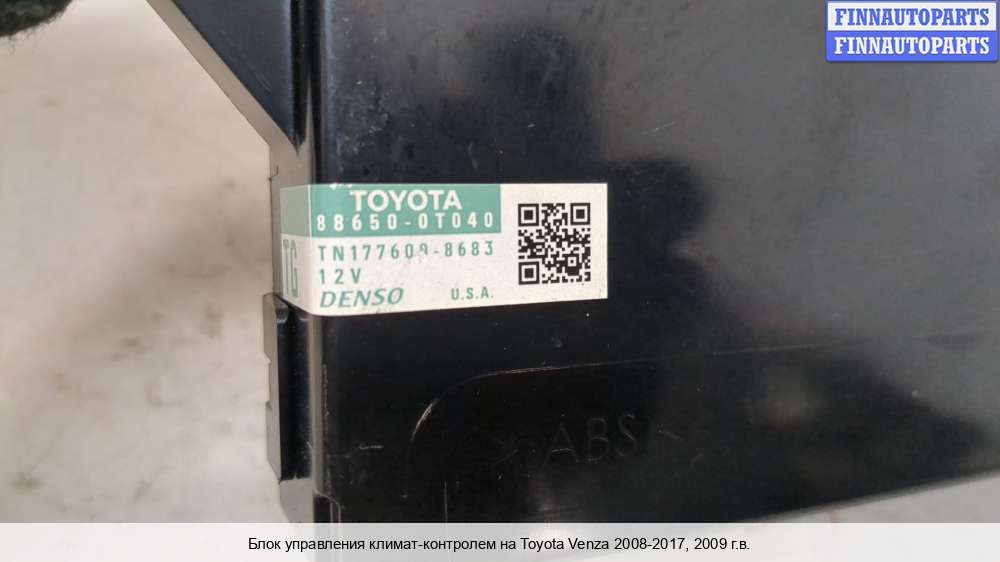 FINNAUTOPARTS
FINNAUTOPARTS
TOYOTA
88650-0T040
TG
TN177600-8683
12V
DENSO U.S.A.
>ABS<
Блок управления климат-контролем на Toyota Venza 2008-2017, 2009 г.в.